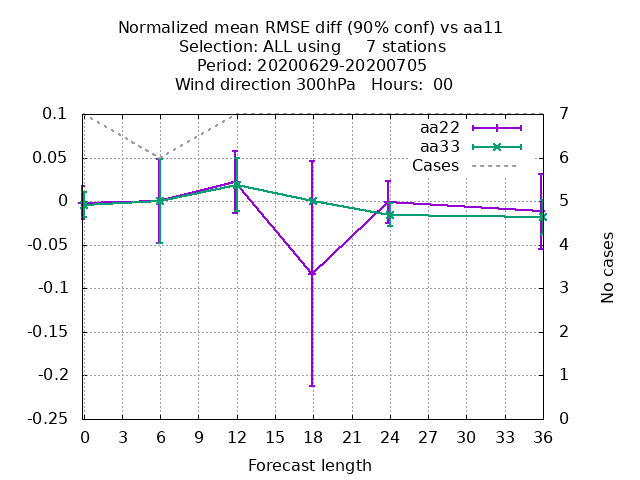 Normalized mean RMSE diff (90% conf) vs aa11
Selection: ALL using     7 stations
Period: 20200629-20200705
Wind direction 300hPa   Hours:  00
0.1
0.05
0
-0.05
-0.1
-0.15
-0.2
-0.25
aa22
aa33
Cases
7
6
5
4
3
2
1
0
No cases
0 3 6 9 12 15 18 21 24 27 30 33 36
Forecast length